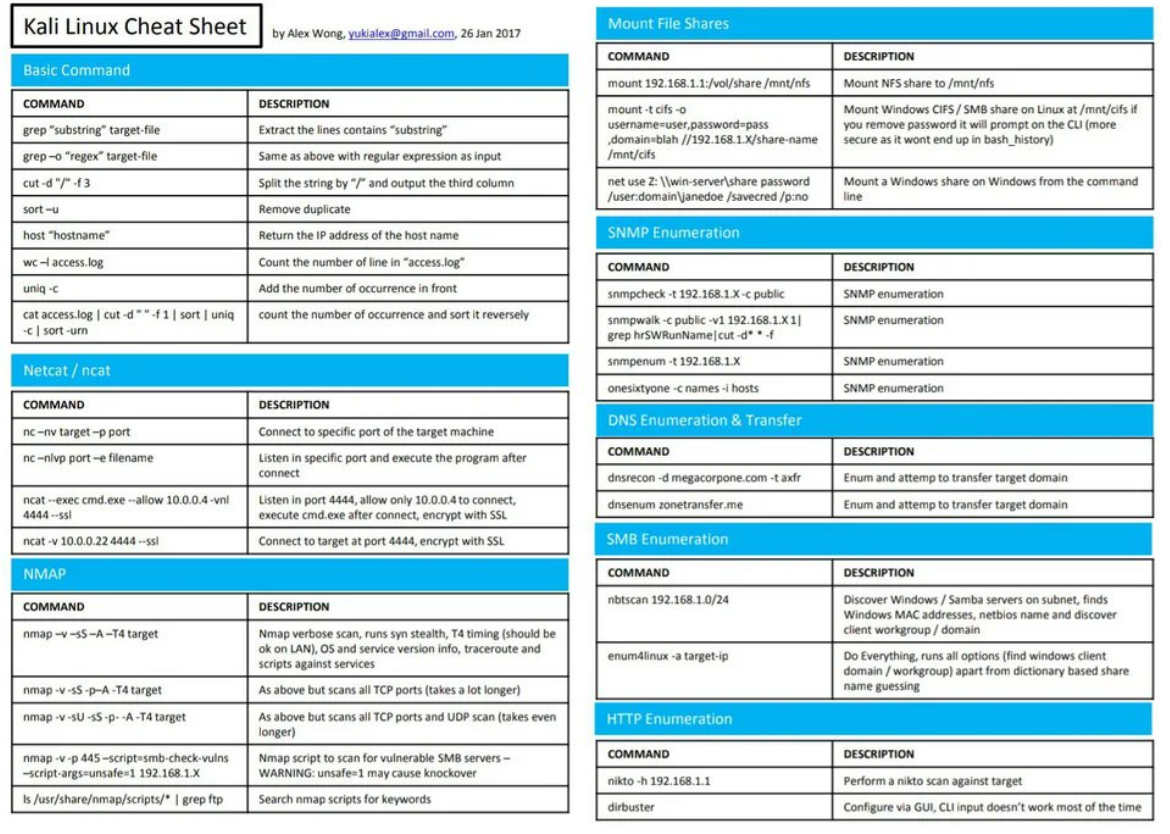 Kali Linux Cheat Sheet by Alex Wong, yukialex@gmail.com, 26 Jan 2017
Basic Command
COMMAND DESCRIPTION
grep “substring” target-file Extract the lines contains “substring”
grep –o “regex” target-file Same as above with regular expression as input
cut -d "/" -f 3 Split the string by “/” and output the third column
sort –u Remove duplicate
host “hostname” Return the IP address of the host name
wc –l access.log Count the number of line in “access.log”
uniq -c Add the number of occurrence in front
cat access.log | cut -d " " -f 1 | sort | uniq
-c | sort -urn
count the number of occurrence and sort it reversely
Netcat / ncat
COMMAND DESCRIPTION
nc –nv target –p port Connect to specific port of the target machine
nc –nlvp port –e filename
Listen in specific port and execute the program after
connect
ncat --exec cmd.exe --allow 10.0.0.4 -vnl
4444 --ssl
Listen in port 4444, allow only 10.0.0.4 to connect,
execute cmd.exe after connect, encrypt with SSL
ncat -v 10.0.0.22 4444 --ssl Connect to target at port 4444, encrypt with SSL
NMAP
COMMAND DESCRIPTION
nmap –v –sS –A –T4 target
Nmap verbose scan, runs syn stealth, T4 timing (should be
ok on LAN), OS and service version info, traceroute and
scripts against services
nmap -v -sS -p–A -T4 target As above but scans all TCP ports (takes a lot longer)
nmap -v -sU -sS -p- -A -T4 target
As above but scans all TCP ports and UDP scan (takes even
longer)
nmap -v -p 445 –script=smb-check-vulns
–script-args=unsafe=1 192.168.1.X
Nmap script to scan for vulnerable SMB servers –
WARNING: unsafe=1 may cause knockover
ls /usr/share/nmap/scripts/* | grep ftp Search nmap scripts for keywords
Mount File Shares
COMMAND DESCRIPTION
mount 192.168.1.1:/vol/share /mnt/nfs Mount NFS share to /mnt/nfs
mount -t cifs -o
username=user,password=pass
,domain=blah //192.168.1.X/share-name
/mnt/cifs
Mount Windows CIFS / SMB share on Linux at /mnt/cifs if
you remove password it will prompt on the CLI (more
secure as it wont end up in bash_history)
net use Z: \\win-server\share password
/user:domain\janedoe /savecred /p:no
Mount a Windows share on Windows from the command
line
SNMP Enumeration
COMMAND DESCRIPTION
snmpcheck -t 192.168.1.X -c public SNMP enumeration
snmpwalk -c public -v1 192.168.1.X 1|
grep hrSWRunName|cut -d* * -f
SNMP enumeration
snmpenum -t 192.168.1.X SNMP enumeration
onesixtyone -c names -i hosts SNMP enumeration
DNS Enumeration & Transfer
COMMAND DESCRIPTION
dnsrecon -d megacorpone.com -t axfr Enum and attemp to transfer target domain
dnsenum zonetransfer.me Enum and attemp to transfer target domain
SMB Enumeration
COMMAND DESCRIPTION
nbtscan 192.168.1.0/24
Discover Windows / Samba servers on subnet, finds
Windows MAC addresses, netbios name and discover
client workgroup / domain
enum4linux -a target-ip
Do Everything, runs all options (find windows client
domain / workgroup) apart from dictionary based share
name guessing
HTTP Enumeration
COMMAND DESCRIPTION
nikto -h 192.168.1.1 Perform a nikto scan against target
dirbuster Configure via GUI, CLI input doesn’t work most of the time